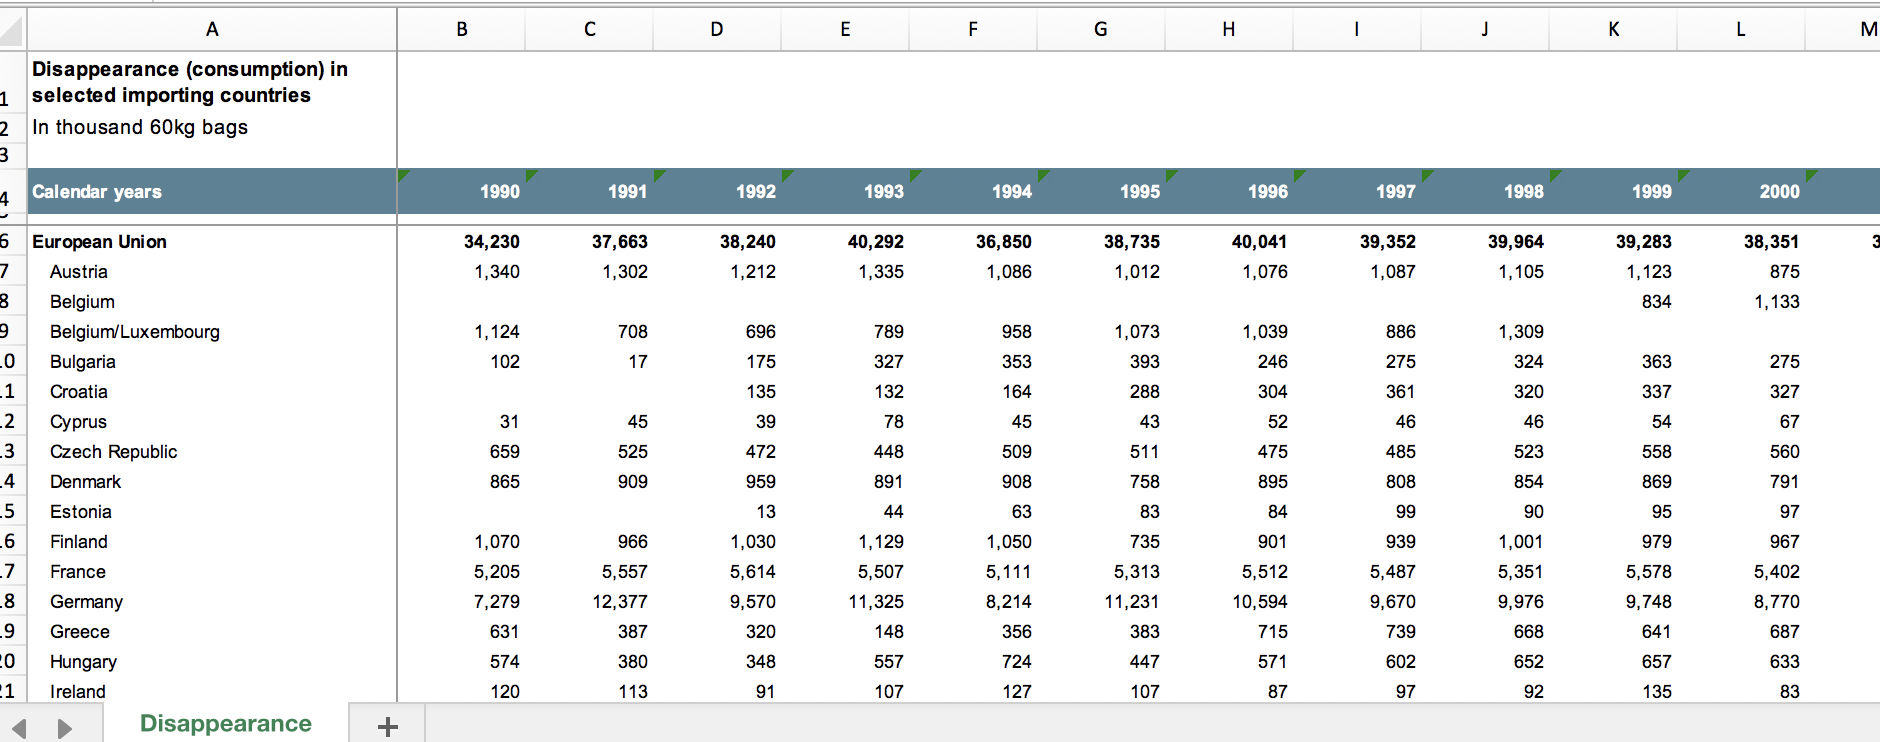 A B C D E F G H I J K L M
Disappearance (consumption) in
1 selected importing countries
2 In thousand 60kg bags
3
4 Calendar years 1990 1991 1992 1993 1994 1995 1996 1997 1998 1999 2000
6 European Union 34,230 37,663 38,240 40,292 36,850 38,735 40,041 39,352 39,964 39,283 38,351 3
7 Austria 1,340 1,302 1,212 1,335 1,086 1,012 1,076 1,087 1,105 1,123 875
8 Belgium 834 1,133
9 Belgium/Luxembourg 1,124 708 696 789 958 1,073 1,039 886 1,309
.0 Bulgaria 102 17 175 327 353 393 246 275 324 363 275
.1 Croatia 135 132 164 288 304 361 320 337 327
.2 Cyprus 31 45 39 78 45 43 52 46 46 54 67
.3 Czech Republic 659 525 472 448 509 511 475 485 523 558 560
.4 Denmark 865 909 959 891 908 758 895 808 854 869 791
.5 Estonia 13 44 63 83 84 99 90 95 97
.6 Finland 1,070 966 1,030 1,129 1,050 735 901 939 1,001 979 967
.7 France 5,205 5,557 5,614 5,507 5,111 5,313 5,512 5,487 5,351 5,578 5,402
.8 Germany 7,279 12,377 9,570 11,325 8,214 11,231 10,594 9,670 9,976 9,748 8,770
.9 Greece 631 387 320 148 356 383 715 739 668 641 687
20 Hungary 574 380 348 557 724 447 571 602 652 657 633
21 Ireland 120 113 91 107 127 107 87 97 92 135 83
Disappearance +